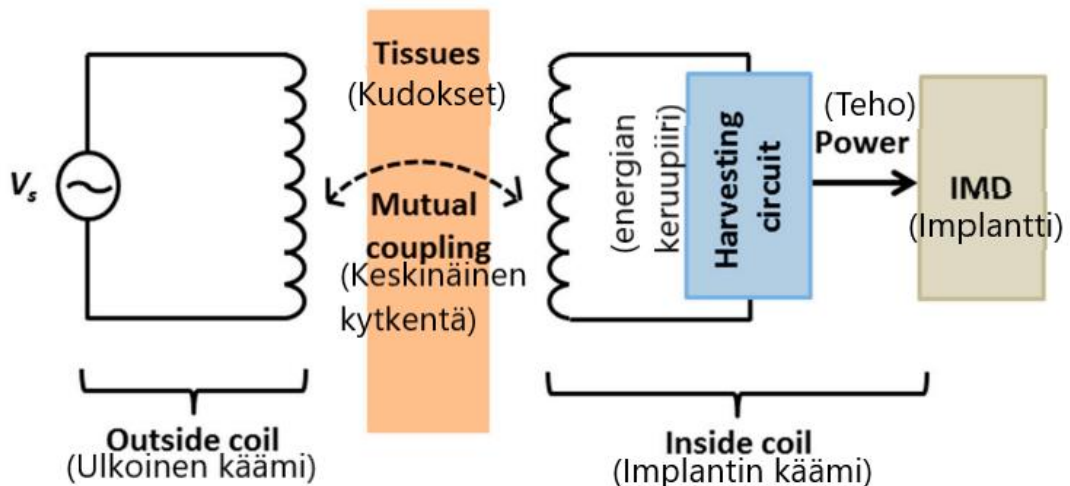 Vs
Tissues
(Kudokset)
Mutual
coupling
(Keskinäinen
kytkentä)
(energian
keruupiiri)
Harvesting
circuit
(Teho)
Power
IMD
(Implantti)
Outside coil
(Ulkoinen käämi)
Inside coil
(Implantin käämi)